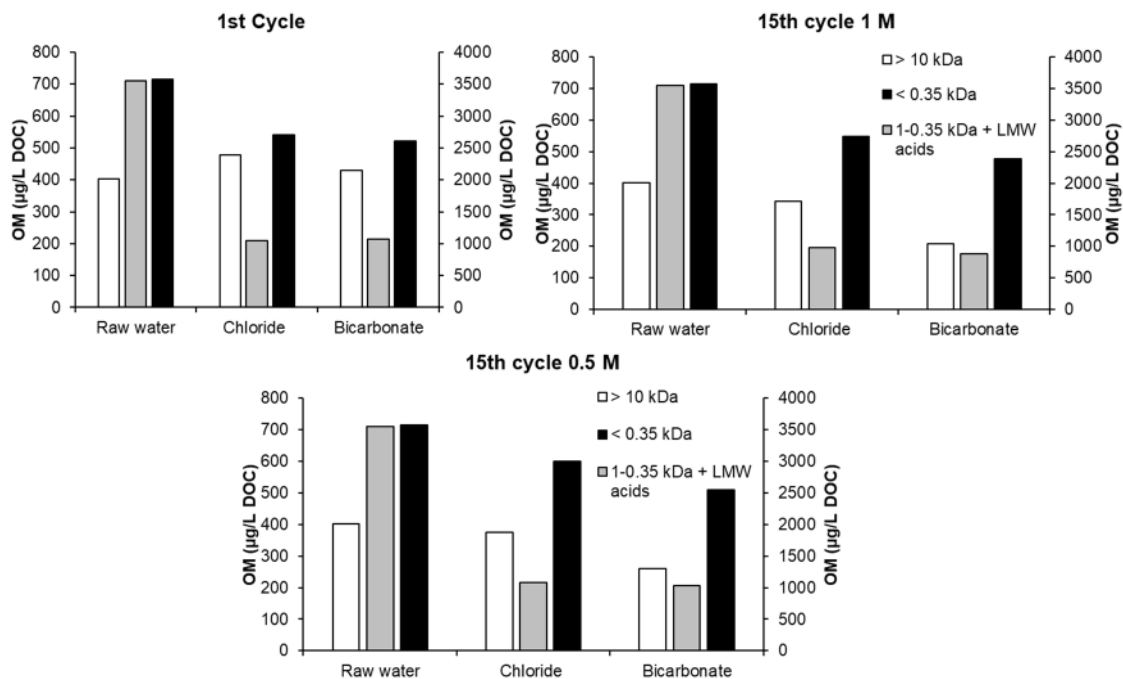 1st Cycle
OM (µg/L DOC)
800
700
600
500
400
300
200
100
0
4000
3500
3000
2500
2000
1500
1000
500
0
OM (µg/L DOC)
Raw water Chloride Bicarbonate
15th cycle 1 M
OM (µg/L DOC)
800
700
600
500
400
300
200
100
0
> 10 kDa
< 0.35 kDa
1-0.35 kDa + LMW
acids
4000
3500
3000
2500
2000
1500
1000
500
0
OM (µg/L DOC)
Raw water Chloride Bicarbonate
15th cycle 0.5 M
OM (µg/L DOC)
800
700
600
500
400
300
200
100
0
> 10 kDa
< 0.35 kDa
1-0.35 kDa + LMW
acids
4000
3500
3000
2500
2000
1500
1000
500
0
OM (µg/L DOC)
Raw water Chloride Bicarbonate